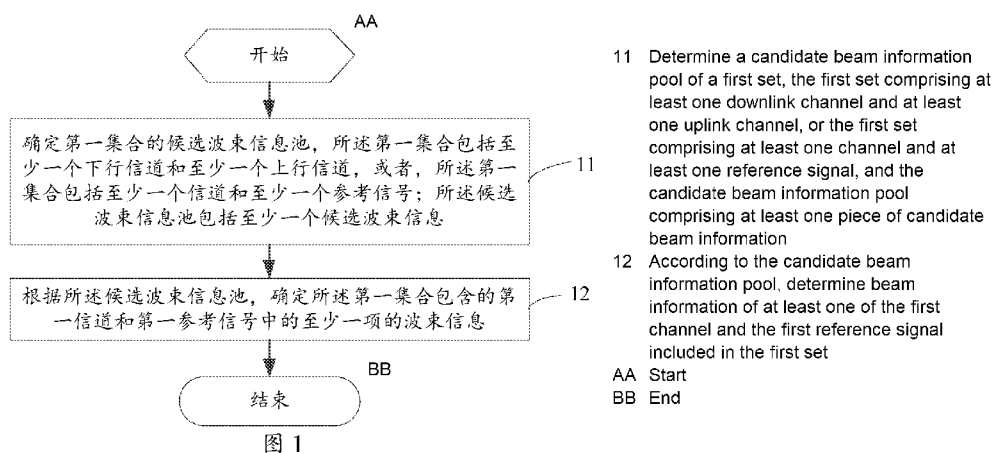 AA
开始
确定第一集合的候选波束信息池，所述第一集合包括至
少一个下行信道和至少一个上行信道，或者，所述第一
集合包括至少一个信道和至少一个参考信号；所述候选
波束信息池包括至少一个候选波束信息
11
根据所述候选波束信息池，确定所述第一集合包含的第
一信道和第一参考信号中的至少一项的波束信息
12
BB
结束
图 1
11 Determine a candidate beam information
pool of a first set, the first set comprising at
least one downlink channel and at least
one uplink channel, or the first set
comprising at least one channel and at
least one reference signal, and the
candidate beam information pool
comprising at least one piece of candidate
beam information
12 According to the candidate beam
information pool, determine beam
information of at least one of the first
channel and the first reference signal
included in the first set
AA Start
BB End